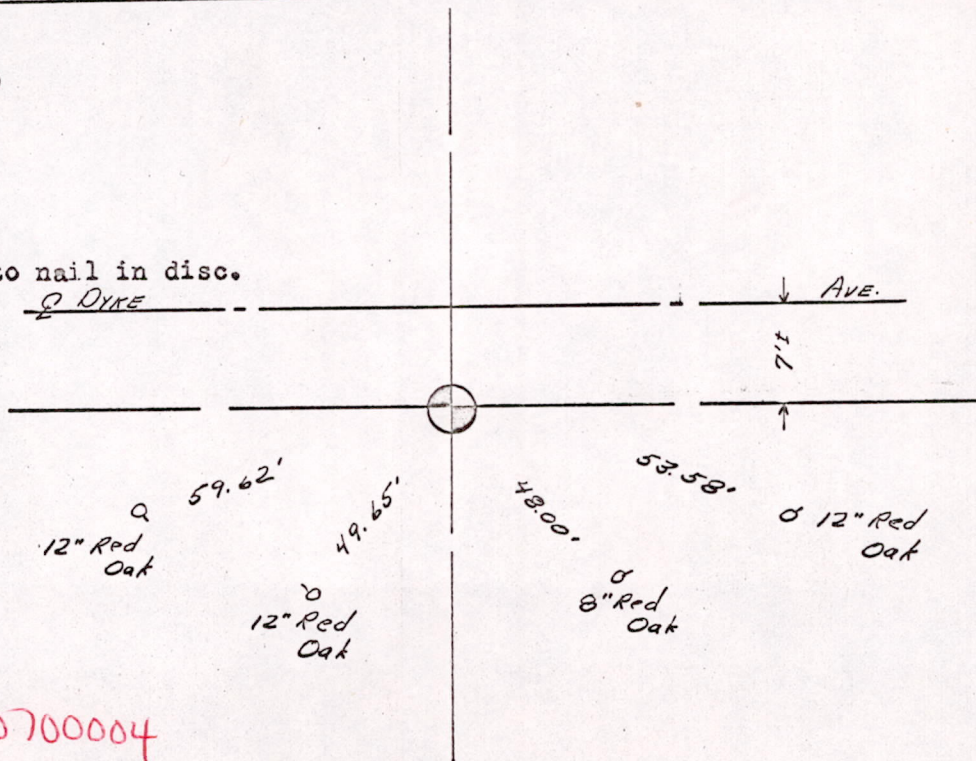 to nail in disc.
℄ DYKE AVE.
59.62'
49.65'
48.00'
53.58'
12" Red
Oak
12" Red
Oak
8" Red
Oak
12" Red
Oak
0700004